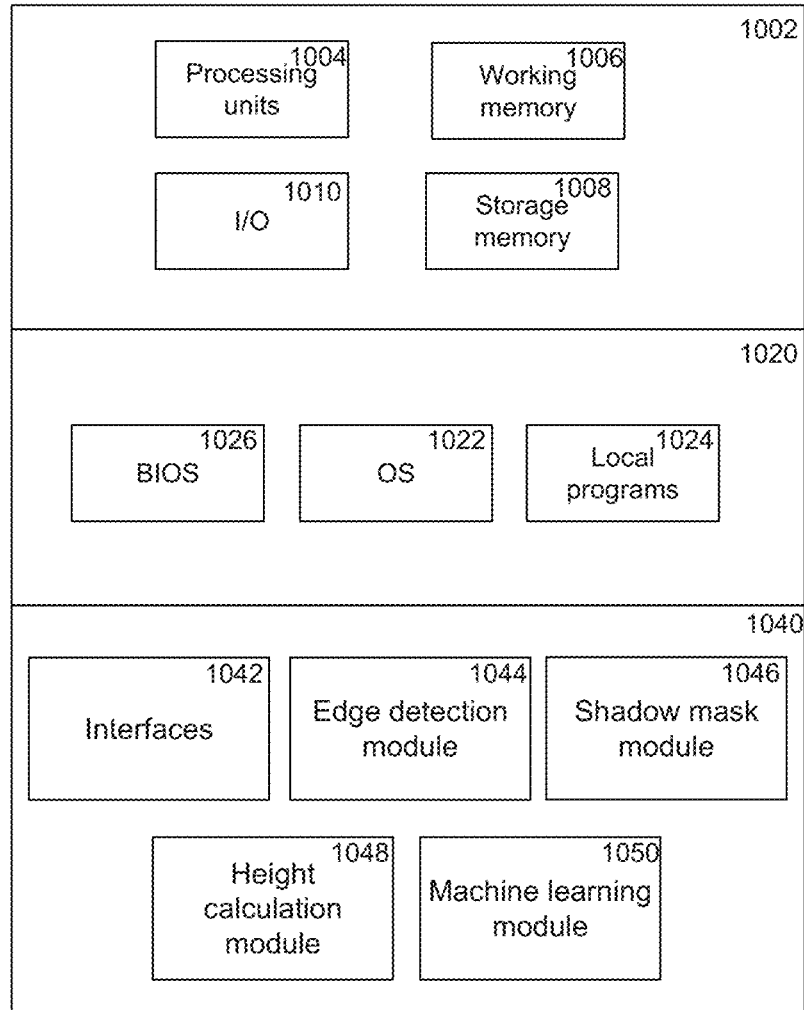 1002
1004
Processing
units
1006
Working
memory
1010
I/O
1008
Storage
memory
1020
1026
BIOS
1022
OS
1024
Local
programs
1040
1042
Interfaces
1044
Edge detection
module
1046
Shadow mask
module
1048
Height
calculation
module
1050
Machine learning
module